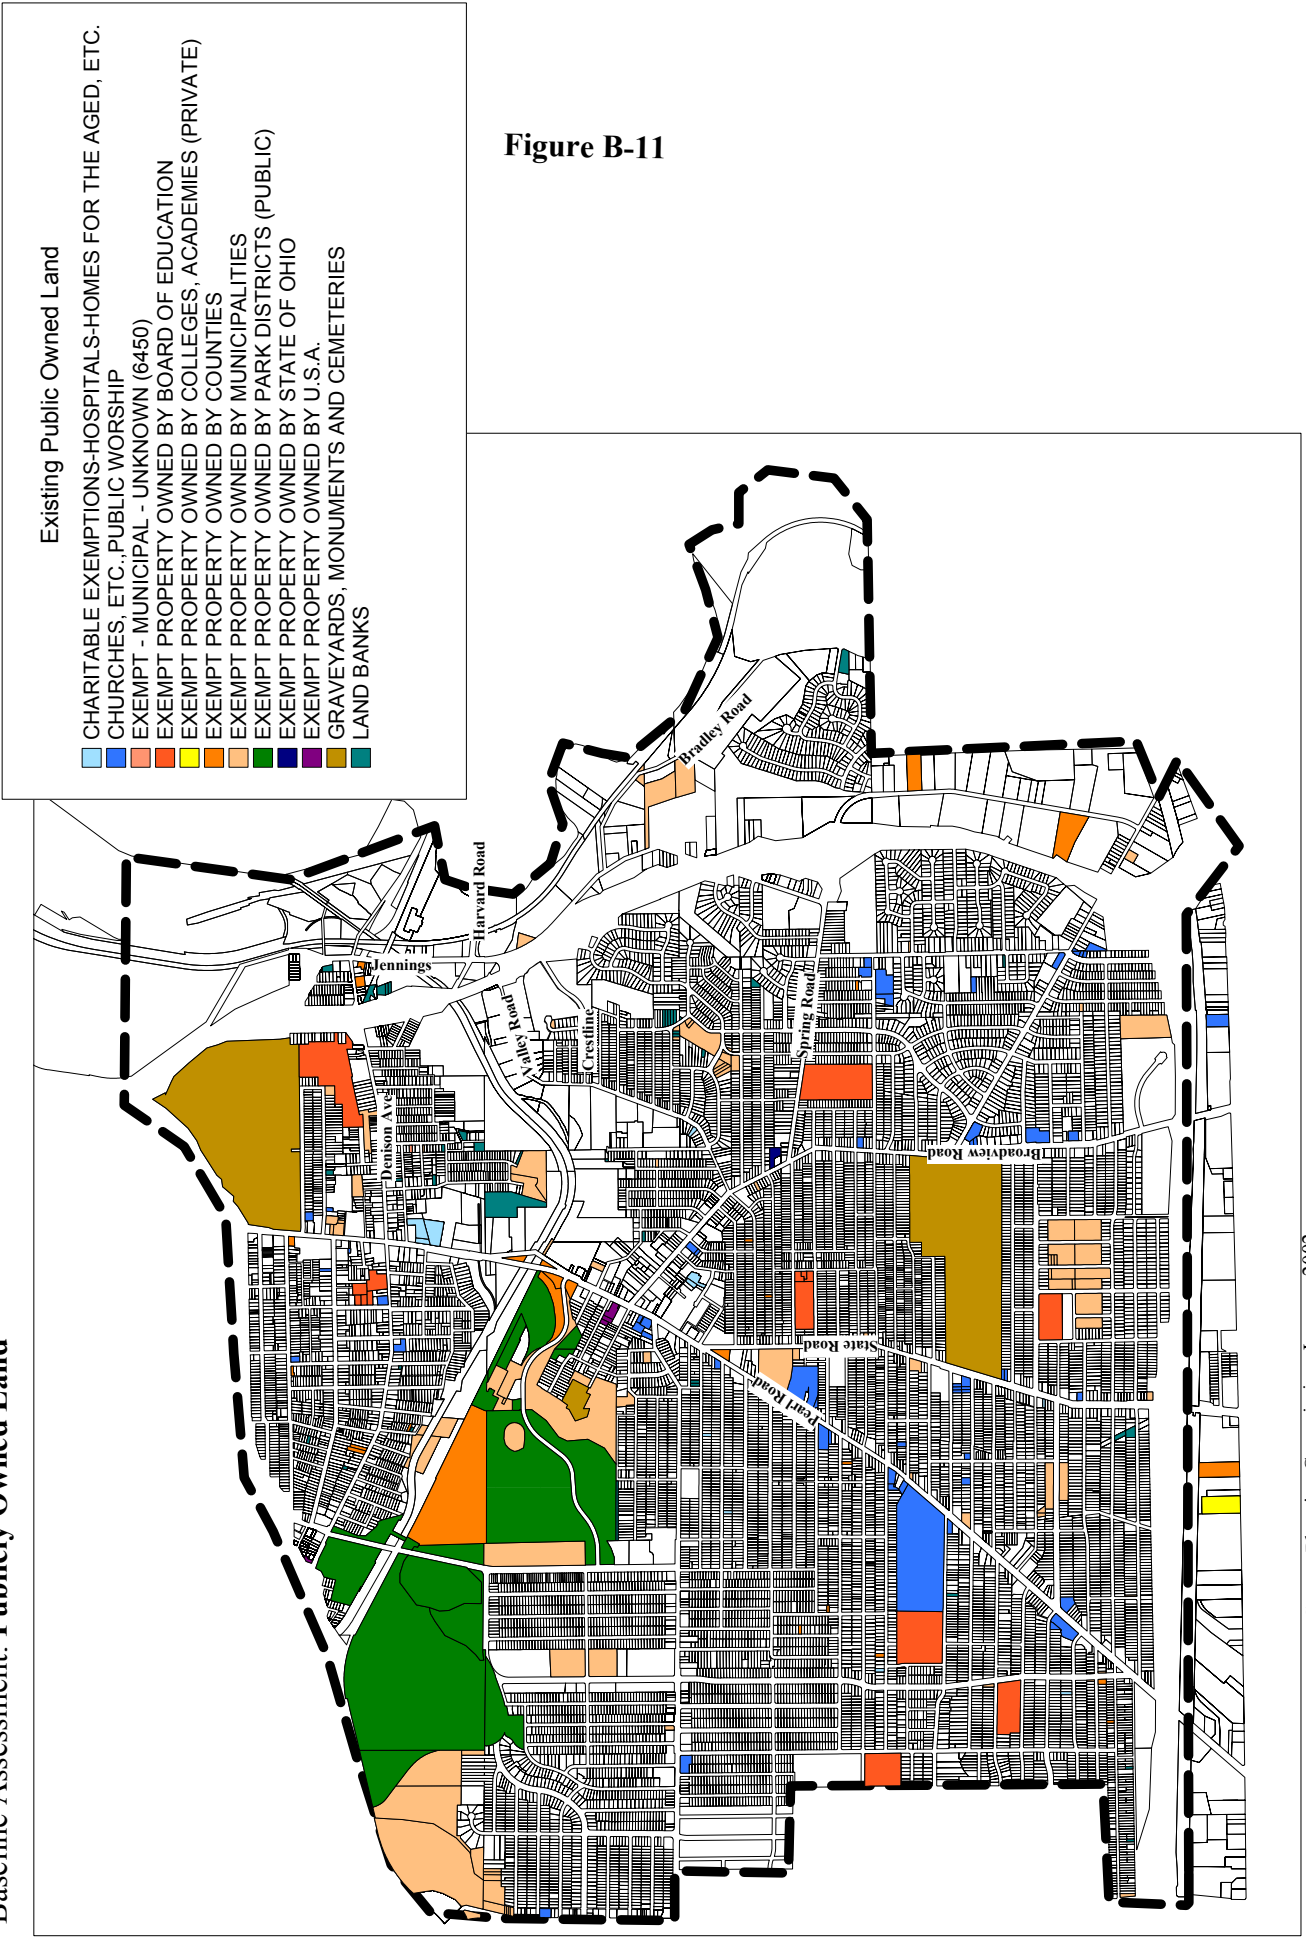 Baseline Assessment: Publicly Owned Land
Existing Public Owned Land
CHARITABLE EXEMPTIONS-HOSPITALS-HOMES FOR THE AGED, ETC.
CHURCHES, ETC.,PUBLIC WORSHIP
EXEMPT - MUNICIPAL - UNKNOWN (6450)
EXEMPT PROPERTY OWNED BY BOARD OF EDUCATION
EXEMPT PROPERTY OWNED BY COLLEGES, ACADEMIES (PRIVATE)
EXEMPT PROPERTY OWNED BY COUNTIES
EXEMPT PROPERTY OWNED BY MUNICIPALITIES
EXEMPT PROPERTY OWNED BY PARK DISTRICTS (PUBLIC)
EXEMPT PROPERTY OWNED BY STATE OF OHIO
EXEMPT PROPERTY OWNED BY U.S.A.
GRAVEYARDS, MONUMENTS AND CEMETERIES
LAND BANKS
Figure B-11
Harvard Road
Jennings
Bradley Road
Valley Road
Crestline
Spring Road
Denison Ave
Broadview Road
State Road
Pearl Road